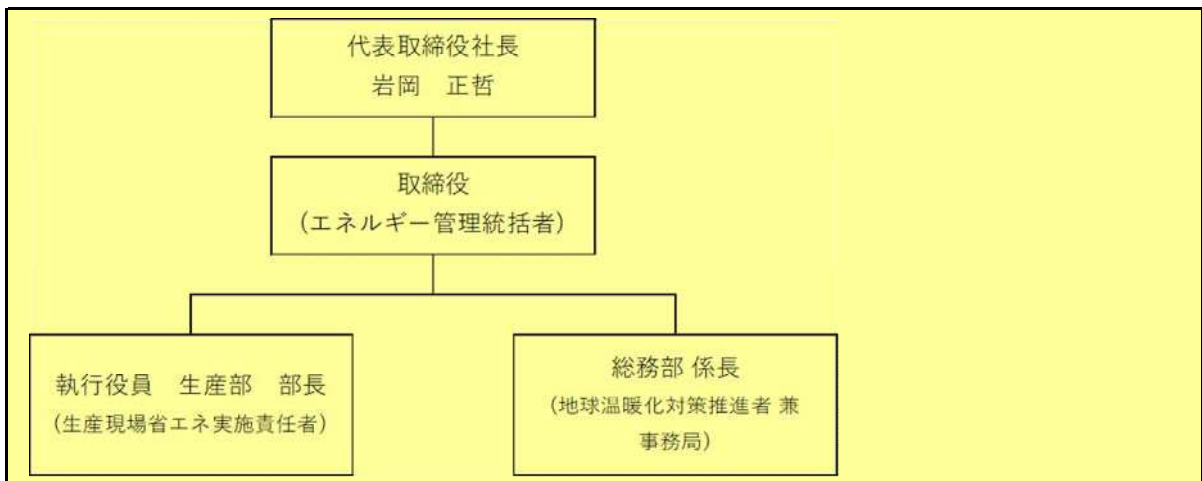 代表取締役社長
岩岡　正哲
取締役
(エネルギー管理統括者)
執行役員　生産部　部長
(生産現場省エネ実施責任者)
総務部 係長
(地球温暖化対策推進者 兼
事務局)